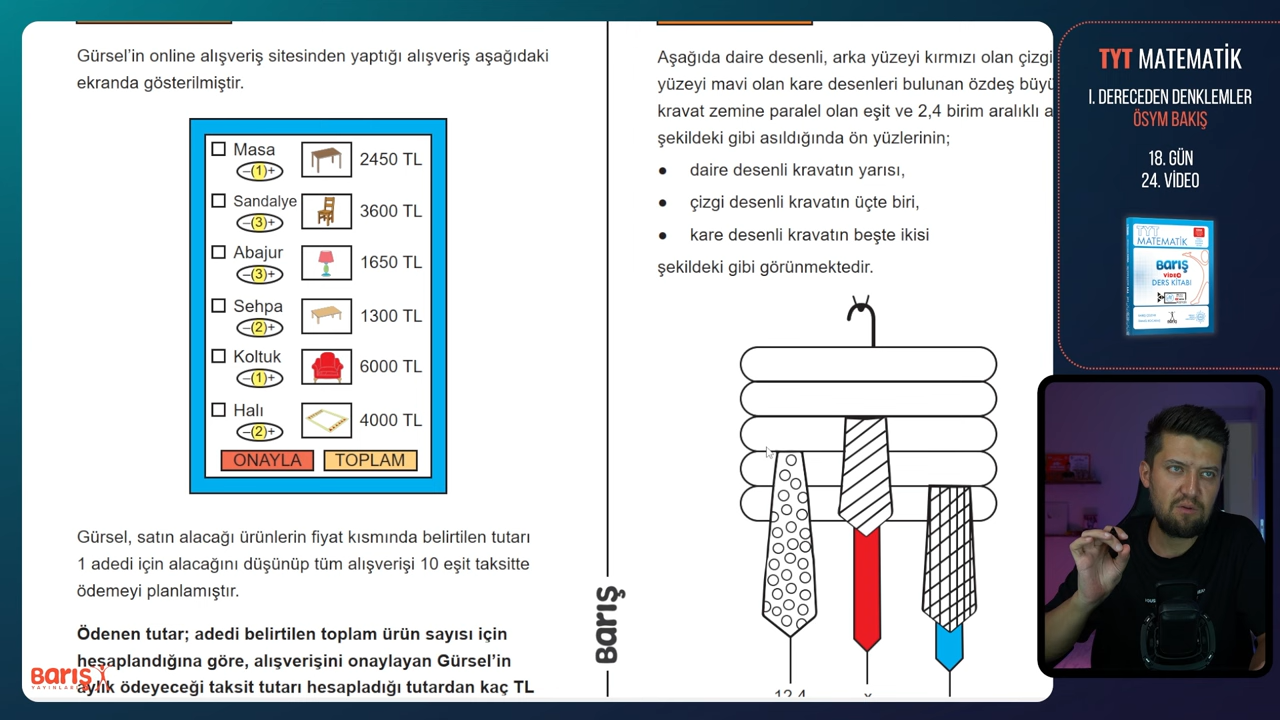 Gürsel'in online alışveriş sitesinden yaptığı alışveriş aşağıdaki
ekranda gösterilmiştir.
Masa
–(1)+
2450 TL
Sandalye
–(3)+
3600 TL
Abajur
–(3)+
1650 TL
Sehpa
–(2)+
1300 TL
Koltuk
–(1)+
6000 TL
Halı
–(2)+
4000 TL
ONAYLA
TOPLAM
Gürsel, satın alacağı ürünlerin fiyat kısmında belirtilen tutarı
1 adedi için alacağını düşünüp tüm alışverişi 10 eşit taksitte
ödemeyi planlamıştır.
Ödenen tutar; adedi belirtilen toplam ürün sayısı için
hesaplandığına göre, alışverişini onaylayan Gürsel'in
aylık ödeyeceği taksit tutarı hesapladığı tutardan kaç TL
BARIŞ
YAYINLARI
Barış
Aşağıda daire desenli, arka yüzeyi kırmızı olan çizgi
yüzeyi mavi olan kare desenleri bulunan özdeş büyü
kravat zemine paralel olan eşit ve 2,4 birim aralıklı a
şekildeki gibi asıldığında ön yüzlerinin;
● daire desenli kravatın yarısı,
● çizgi desenli kravatın üçte biri,
● kare desenli kravatın beşte ikisi
şekildeki gibi görünmektedir.
12,4
x
TYT MATEMATİK
I. DERECEDEN DENKLEMLER
ÖSYM BAKIŞ
18. GÜN
24. VİDEO
TYT
MATEMATİK
Barış
VİDEO
DERS KİTABI